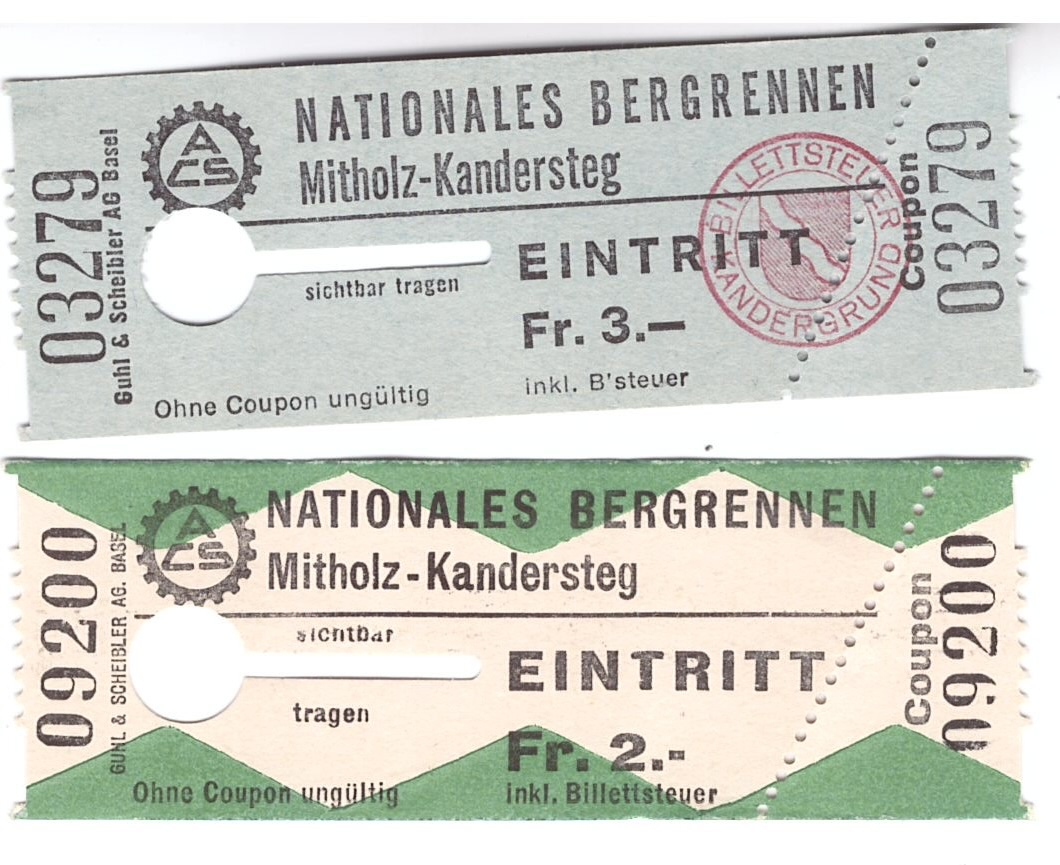 03279
Guhl & Scheibler AG Basel
ACS
NATIONALES BERGRENNEN
Mitholz-Kandersteg
sichtbar tragen
EINTRITT
Fr. 3.—
inkl. B'steuer
Ohne Coupon ungültig
BILLETTSTEUER
KANDERGRUND
Coupon
03279
09200
GUHL & SCHEIBLER AG. BASEL
ACS
NATIONALES BERGRENNEN
Mitholz-Kandersteg
sichtbar
tragen
EINTRITT
Fr. 2.-
inkl. Billettsteuer
Ohne Coupon ungültig
Coupon
09200